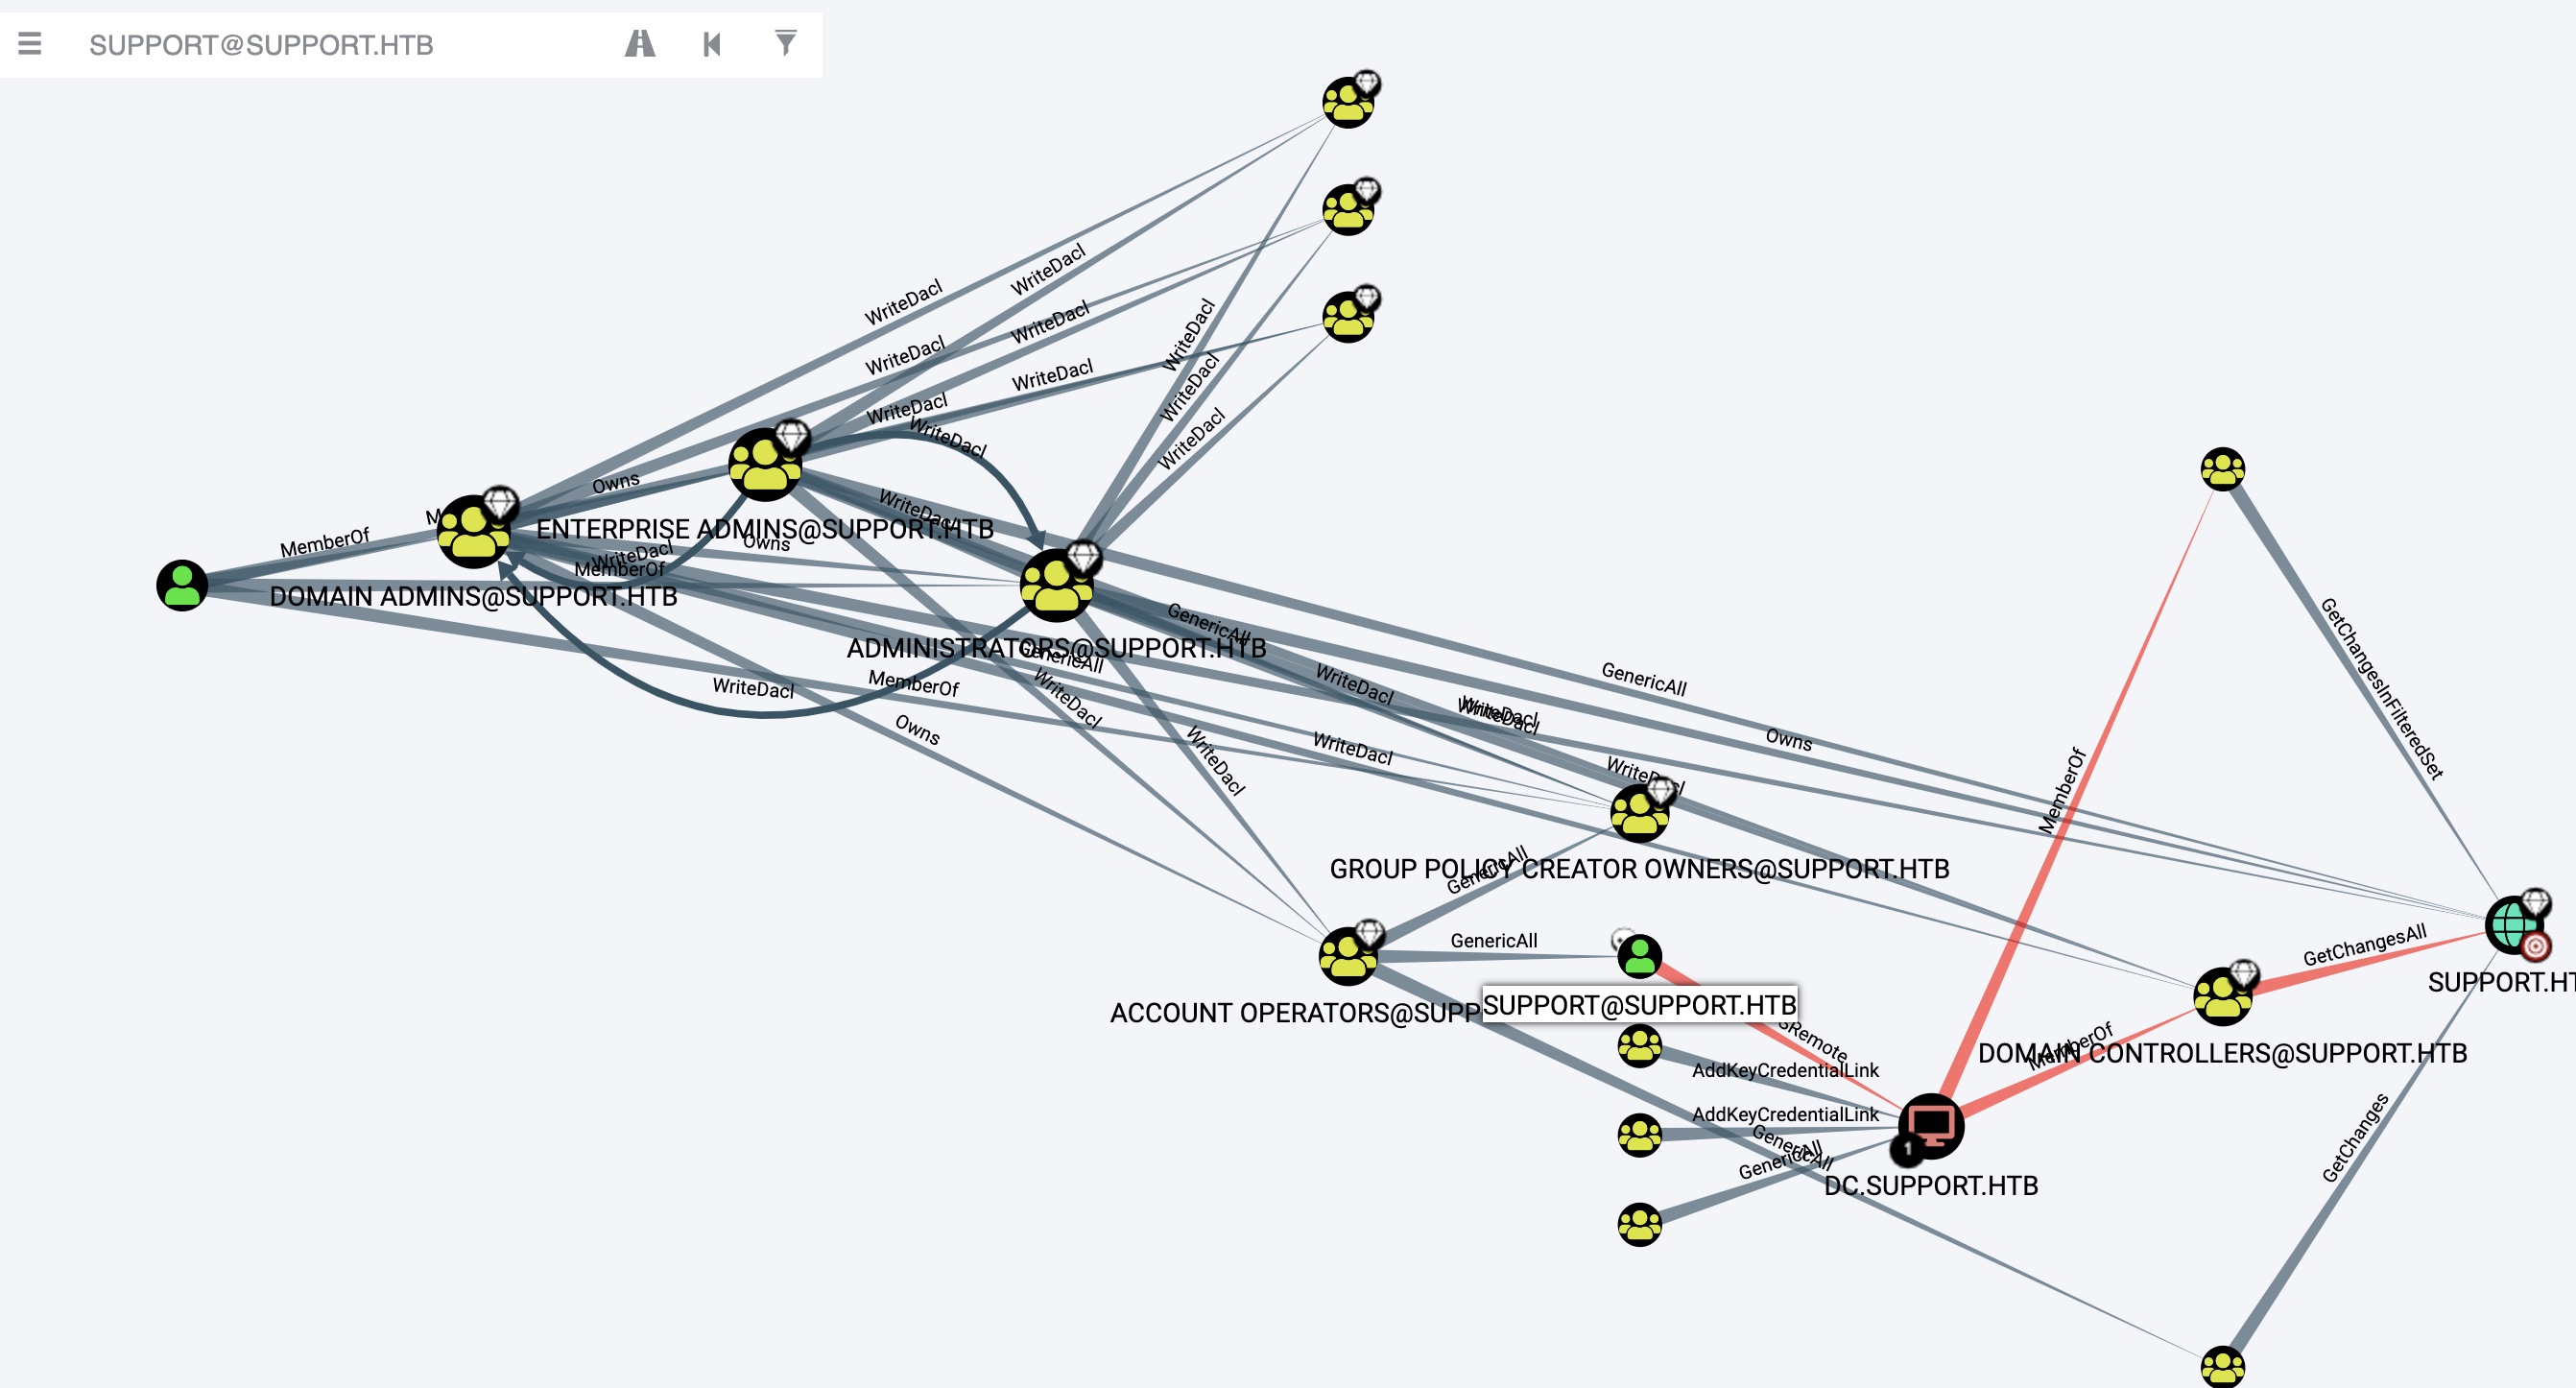 SUPPORT@SUPPORT.HTB
WriteDacl
WriteDacl
WriteDacl
WriteDacl
WriteDacl
WriteDacl
WriteDacl
WriteDacl
WriteDacl
WriteDacl
Owns
WriteDacl
MemberOf
ENTERPRISE ADMINS@SUPPORT.HTB
Owns
WriteDacl
MemberOf
DOMAIN ADMINS@SUPPORT.HTB
GenericAll
ADMINISTRATORS@SUPPORT.HTB
GenericAll
WriteDacl
MemberOf
WriteDacl
WriteDacl
GenericAll
WriteDacl
WriteDacl
Owns
Owns
WriteDacl
WriteDacl
WriteDacl
GetChangesInFilteredSet
MemberOf
GROUP POLICY CREATOR OWNERS@SUPPORT.HTB
GenericAll
GenericAll
GetChangesAll
SUPPORT.HT
ACCOUNT OPERATORS@SUPP
SUPPORT@SUPPORT.HTB
SRemote
MemberOf
DOMAIN CONTROLLERS@SUPPORT.HTB
AddKeyCredentialLink
AddKeyCredentialLink
GenericAll
GenericAll
1
GetChanges
DC.SUPPORT.HTB